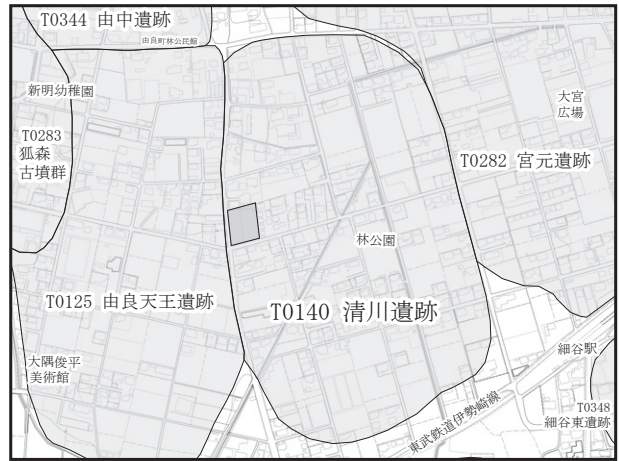 T0344 由中遺跡
由良町林公民館
新明幼稚園
大宮
広場
T0283
狐森
古墳群
T0282 宮元遺跡
林公園
T0125 由良天王遺跡
T0140 清川遺跡
細谷駅
大隅俊平
美術館
東武鉄道伊勢崎線
T0348
細谷東遺跡